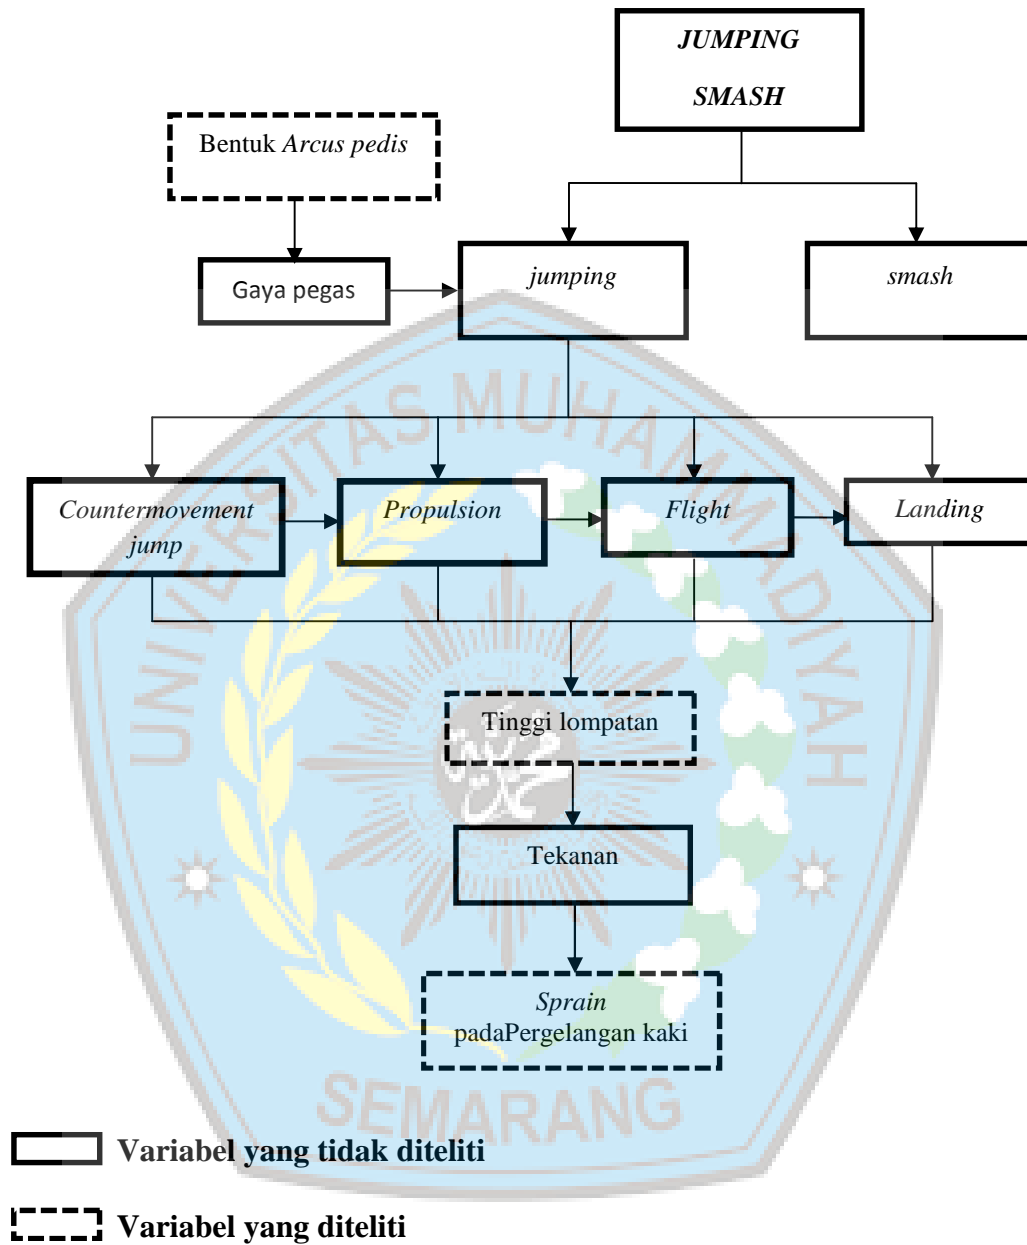 JUMPING
SMASH
Bentuk Arcus pedis
Gaya pegas
jumping
smash
Countermovement
jump
Propulsion
Flight
Landing
Tinggi lompatan
Tekanan
Sprain
padaPergelangan kaki
UNIVERSITAS MUHAMMADIYAH
SEMARANG
Variabel yang tidak diteliti
Variabel yang diteliti